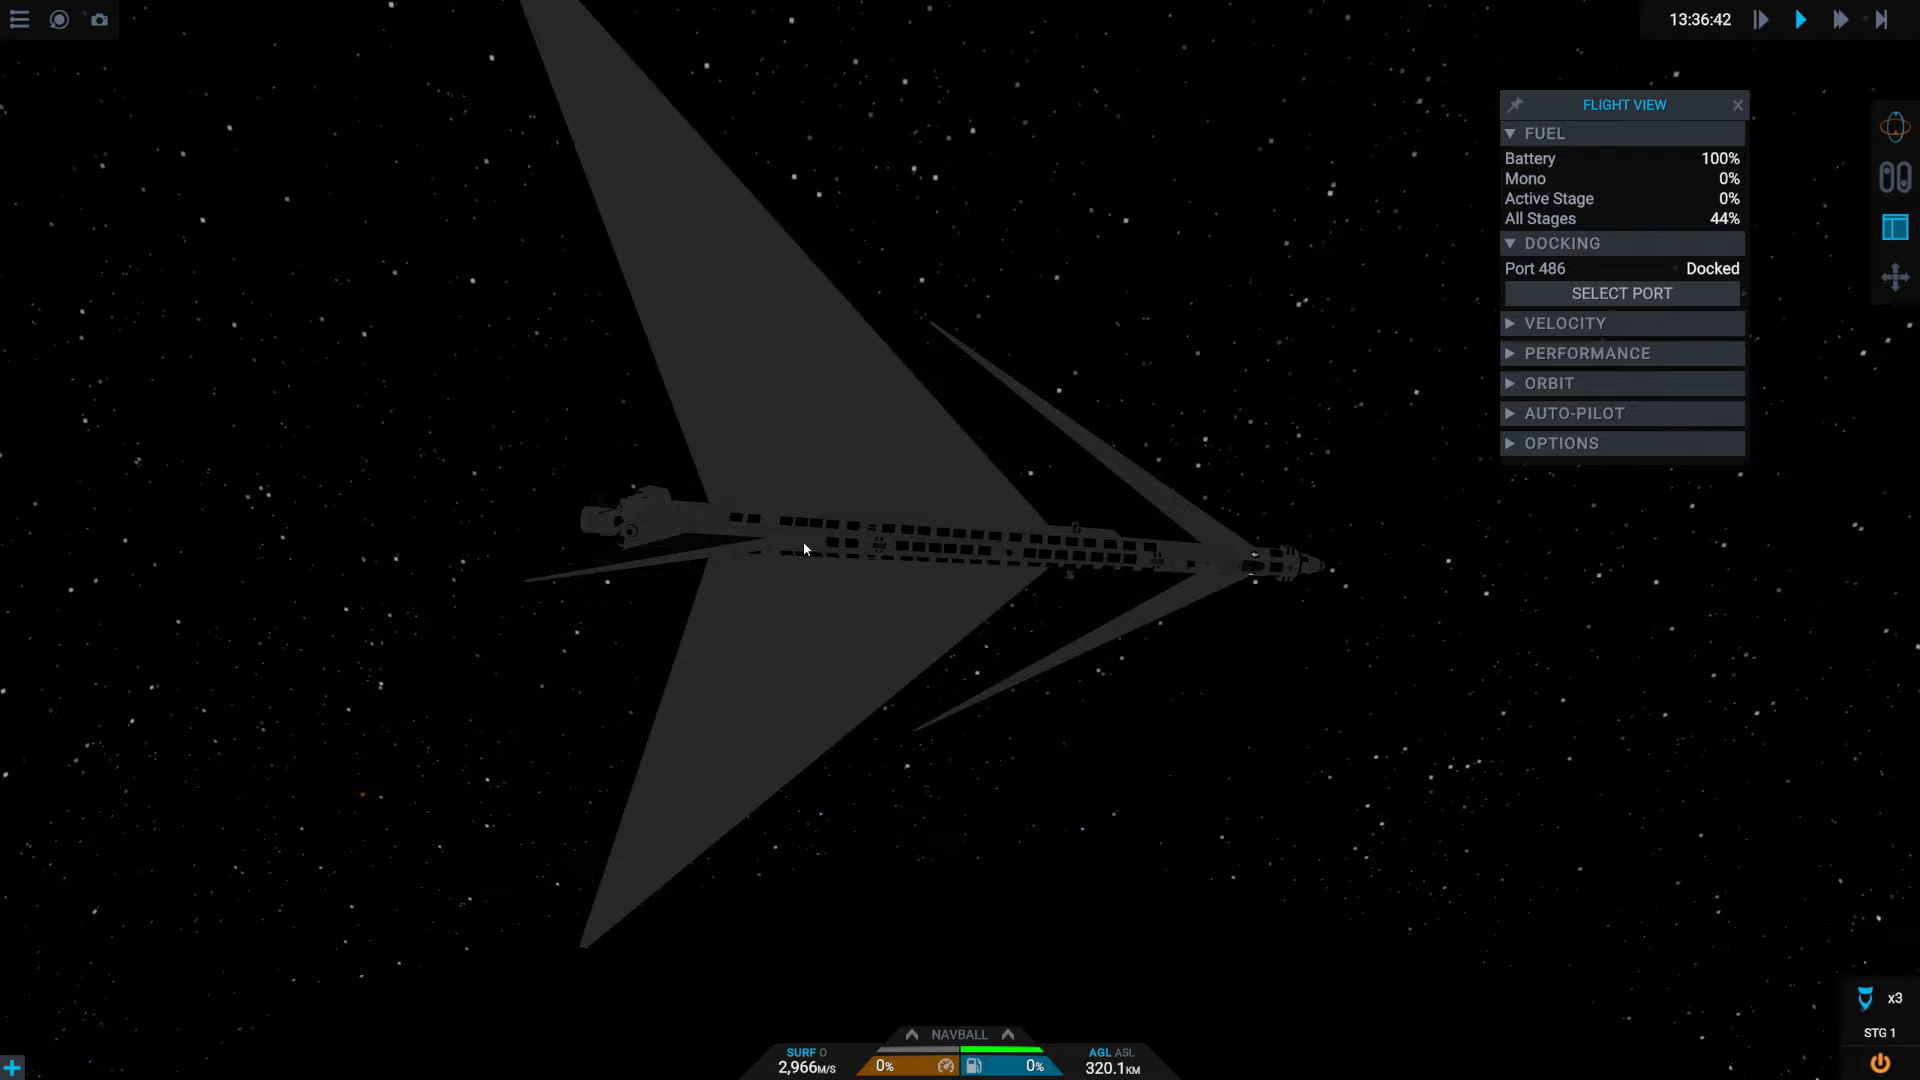 13:36:42
FLIGHT VIEW
FUEL
Battery 100%
Mono 0%
Active Stage 0%
All Stages 44%
DOCKING
Port 486 Docked
SELECT PORT
VELOCITY
PERFORMANCE
ORBIT
AUTO-PILOT
OPTIONS
x3
STG 1
NAVBALL
SURF O
2,966M/S
0%
0%
AGL ASL
320.1KM